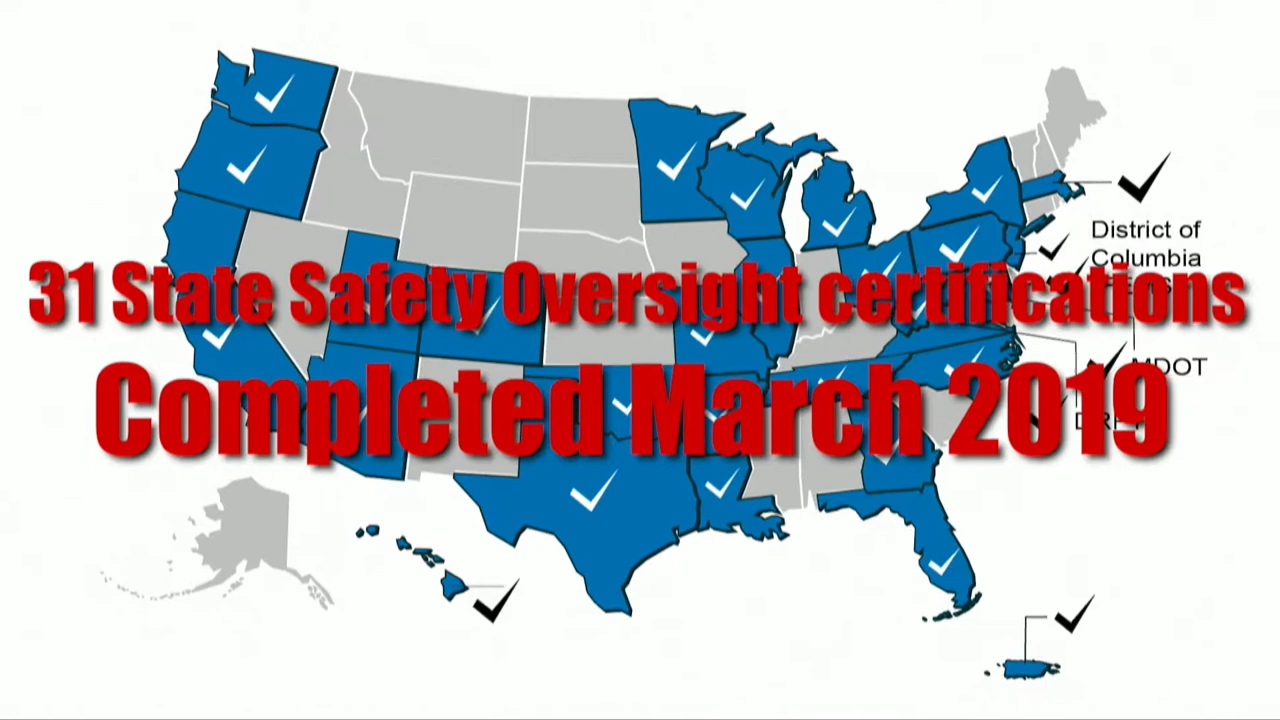 District of
Columbia
31 State Safety Oversight certifications
MDOT
Completed March 2019